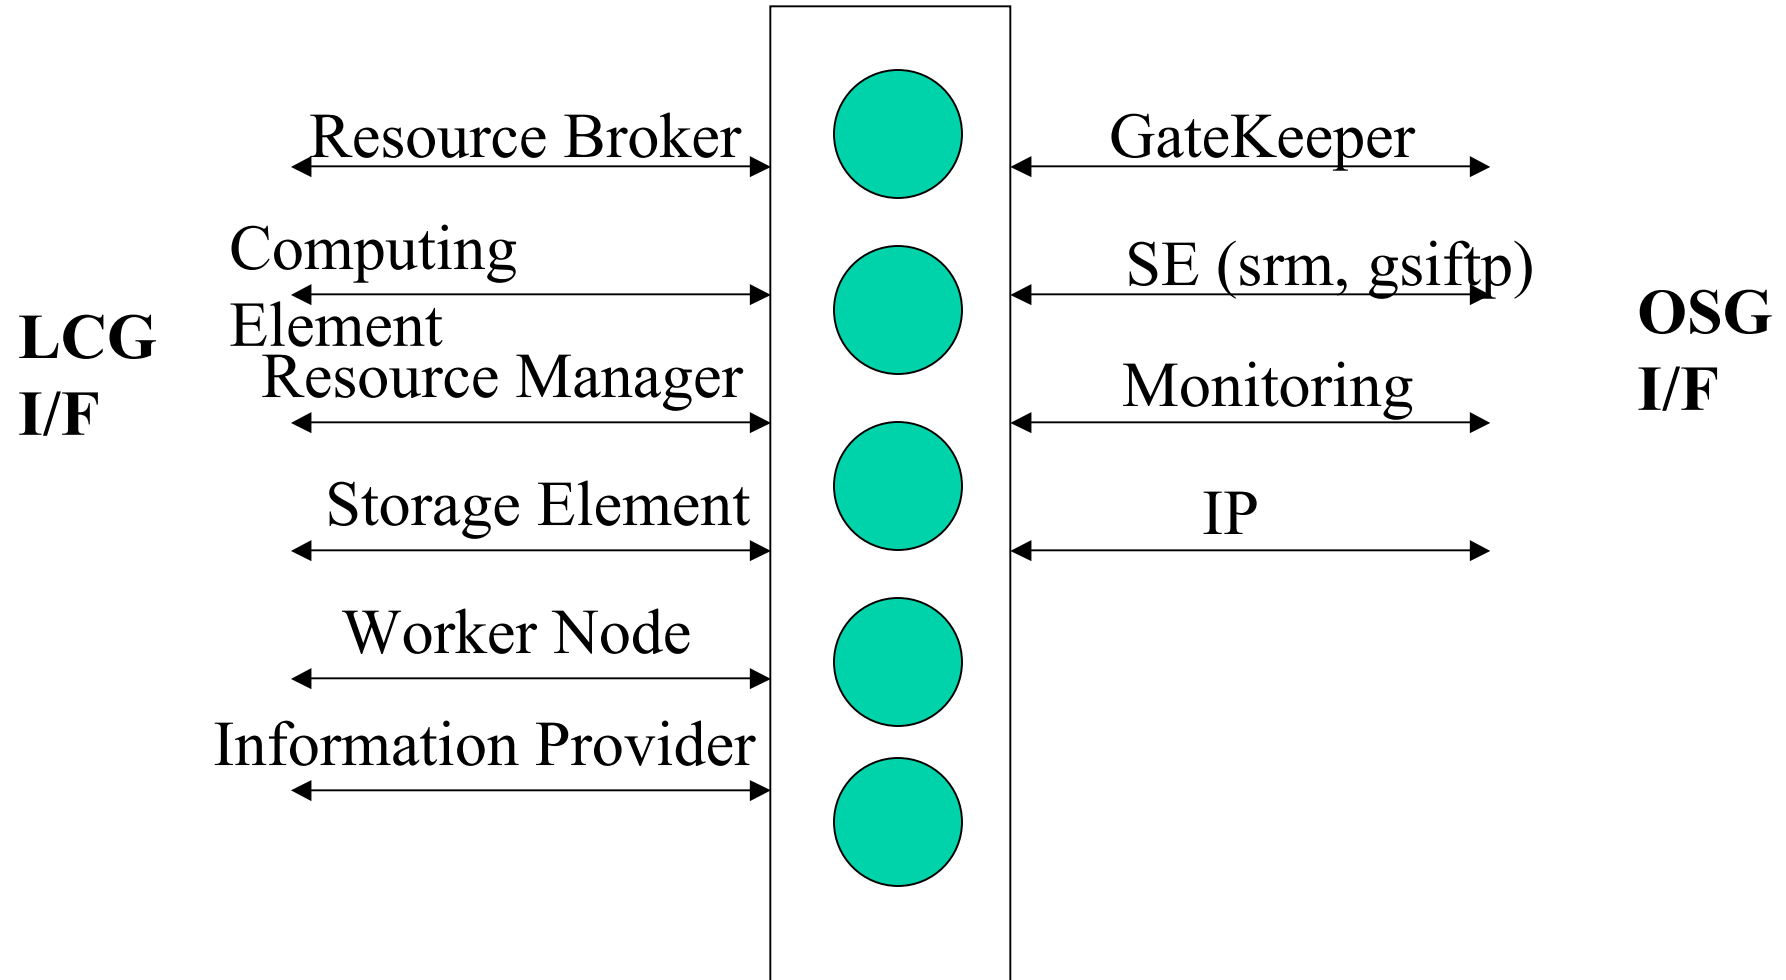 LCG
I/F
Resource Broker
Computing
Element
Resource Manager
Storage Element
Worker Node
Information Provider
GateKeeper
SE (srm, gsiftp)
Monitoring
IP
OSG
I/F